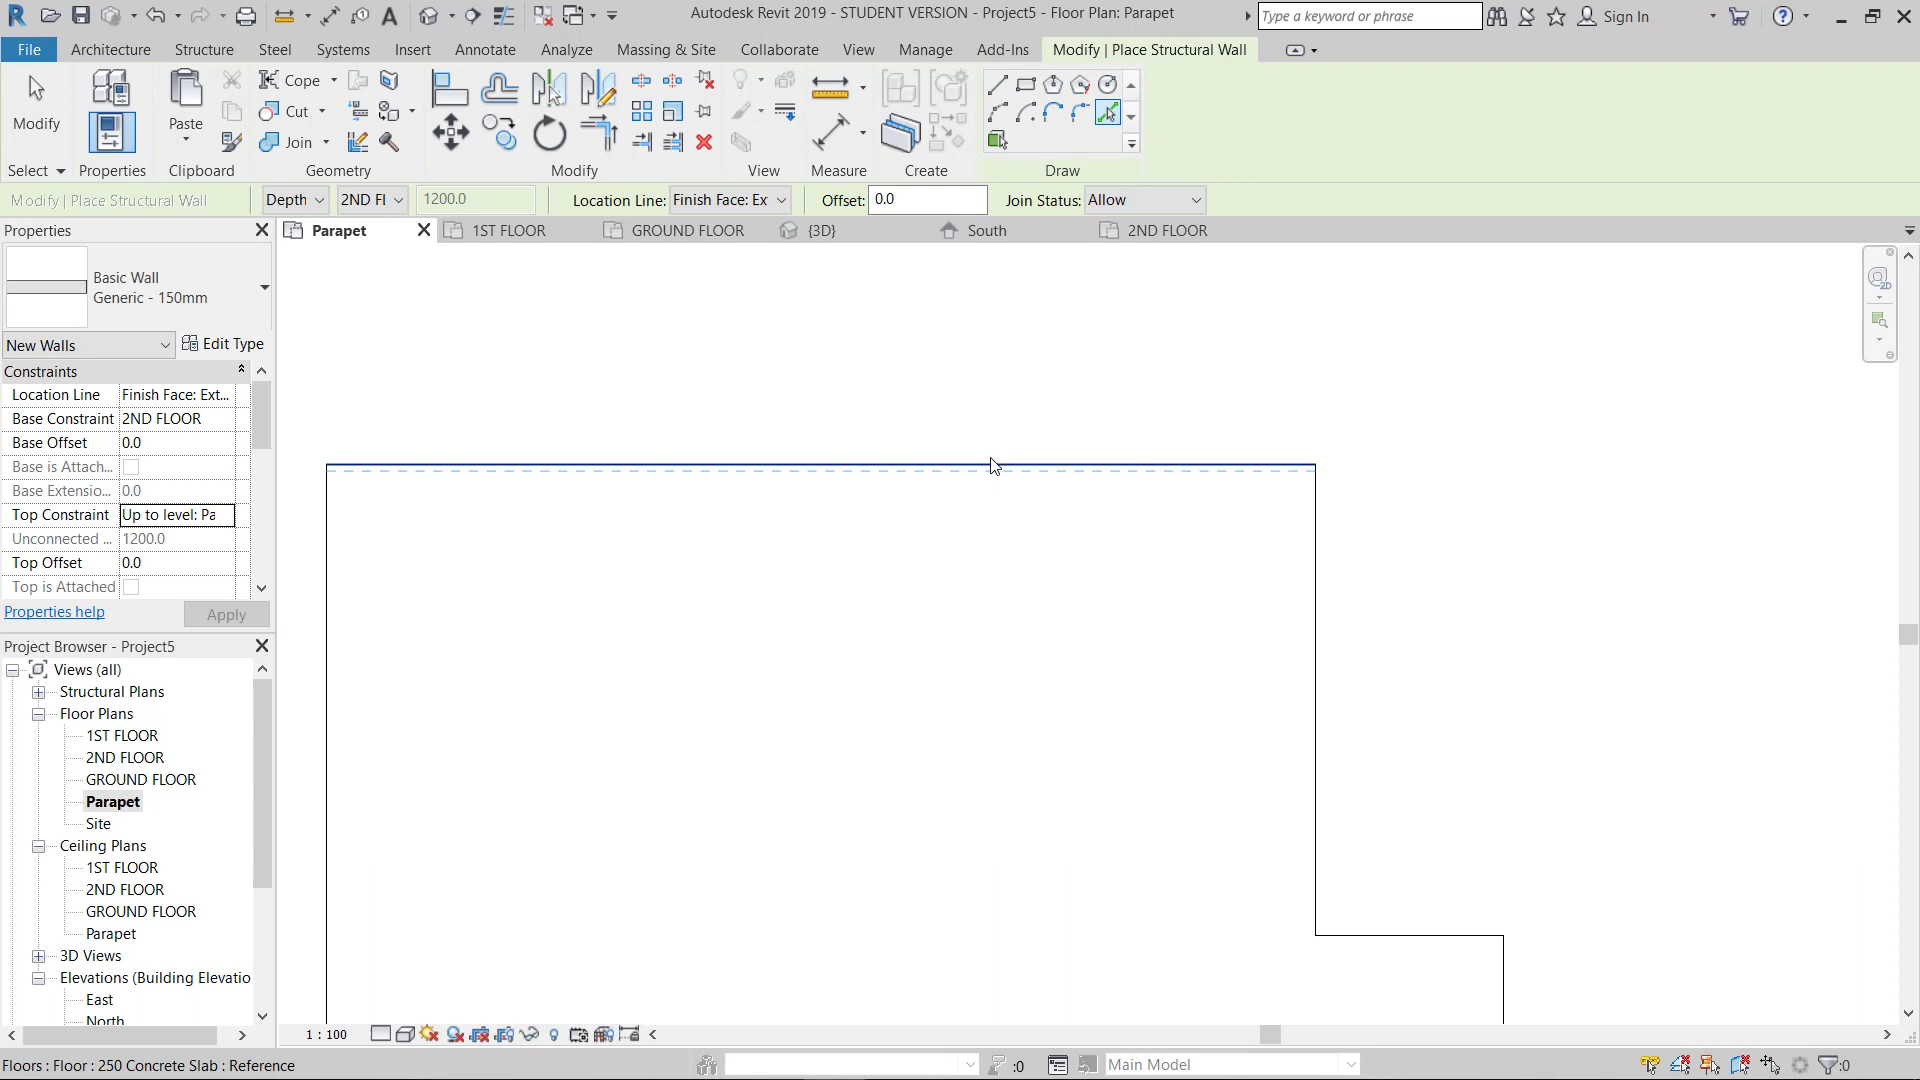 Autodesk Revit 2019 - STUDENT VERSION - Project5 - Floor Plan: Parapet
Type a keyword or phrase
Sign In
File Architecture Structure Steel Systems Insert Annotate Analyze Massing & Site Collaborate View Manage Add-Ins Modify | Place Structural Wall
Modify
Paste
Cope
Cut
Join
Select Properties Clipboard Geometry Modify View Measure Create Draw
Modify | Place Structural Wall Depth 2ND Fl 1200.0 Location Line: Finish Face: Ex Offset: 0.0 Join Status: Allow
Properties
Parapet 1ST FLOOR GROUND FLOOR {3D} South 2ND FLOOR
Basic Wall
Generic - 150mm
New Walls Edit Type
Constraints
Location Line Finish Face: Ext...
Base Constraint 2ND FLOOR
Base Offset 0.0
Base is Attach...
Base Extensio... 0.0
Top Constraint Up to level: Pa
Unconnected ... 1200.0
Top Offset 0.0
Top is Attached
Properties help Apply
Project Browser - Project5
Views (all)
Structural Plans
Floor Plans
1ST FLOOR
2ND FLOOR
GROUND FLOOR
Parapet
Site
Ceiling Plans
1ST FLOOR
2ND FLOOR
GROUND FLOOR
Parapet
3D Views
Elevations (Building Elevatio
East
North
1 : 100
Floors : Floor : 250 Concrete Slab : Reference
:0
Main Model
:0
2D